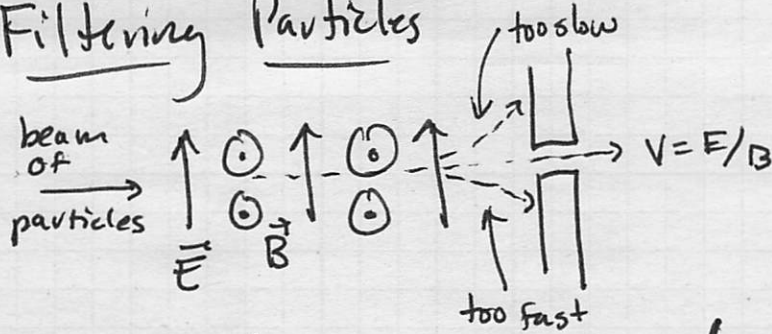 Filtering Particles
too slow
beam
of
particles
E
B
V = E/B
too fast